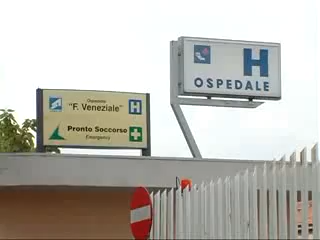 Ospedale
"F. Veneziale" H
Pronto Soccorso
Emergency
H
OSPEDALE